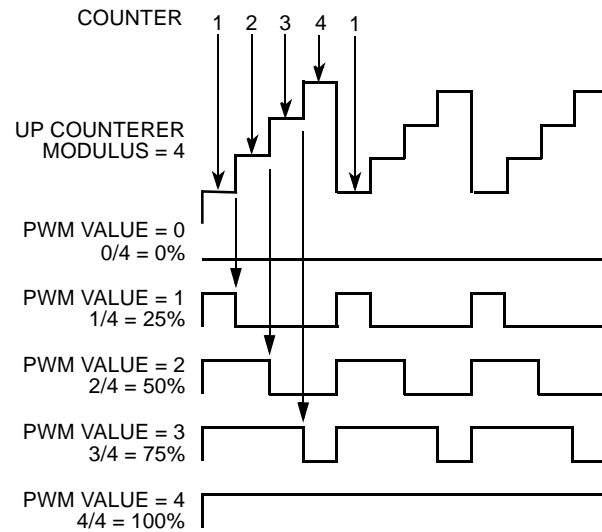 COUNTER 1 2 3 4 1
UP COUNTERER
MODULUS = 4
PWM VALUE = 0
0/4 = 0%
PWM VALUE = 1
1/4 = 25%
PWM VALUE = 2
2/4 = 50%
PWM VALUE = 3
3/4 = 75%
PWM VALUE = 4
4/4 = 100%